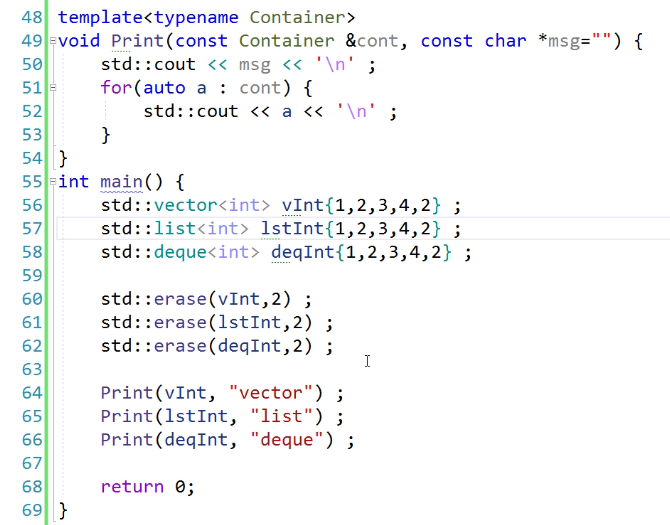 48 template<typename Container>
49 void Print(const Container &cont, const char *msg="") {
50     std::cout << msg << '\n' ;
51     for(auto a : cont) {
52         std::cout << a << '\n' ;
53     }
54 }
55 int main() {
56     std::vector<int> vInt{1,2,3,4,2} ;
57     std::list<int> lstInt{1,2,3,4,2} ;
58     std::deque<int> deqInt{1,2,3,4,2} ;
59
60     std::erase(vInt,2) ;
61     std::erase(lstInt,2) ;
62     std::erase(deqInt,2) ;
63
64     Print(vInt, "vector") ;
65     Print(lstInt, "list") ;
66     Print(deqInt, "deque") ;
67
68     return 0;
69 }